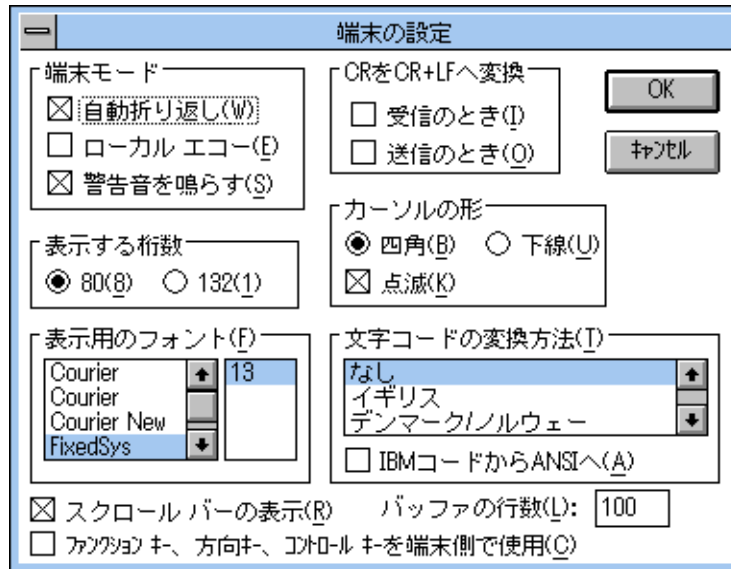 端末の設定
端末モード
自動折り返し(W)
ローカル エコー(E)
警告音を鳴らす(S)
CRをCR+LFへ変換
受信のとき(I)
送信のとき(O)
OK
ｷｬﾝｾﾙ
表示する桁数
80(8) 132(1)
カーソルの形
四角(B) 下線(U)
点滅(K)
表示用のフォント(F)
Courier
Courier
Courier New
FixedSys
13
文字コードの変換方法(T)
なし
イギリス
デンマーク/ノルウェー
IBMコードからANSIへ(A)
スクロール バーの表示(R) バッファの行数(L): 100
ﾌｧﾝｸｼｮﾝ ｷｰ、方向ｷｰ、ｺﾝﾄﾛｰﾙ ｷｰを端末側で使用(C)